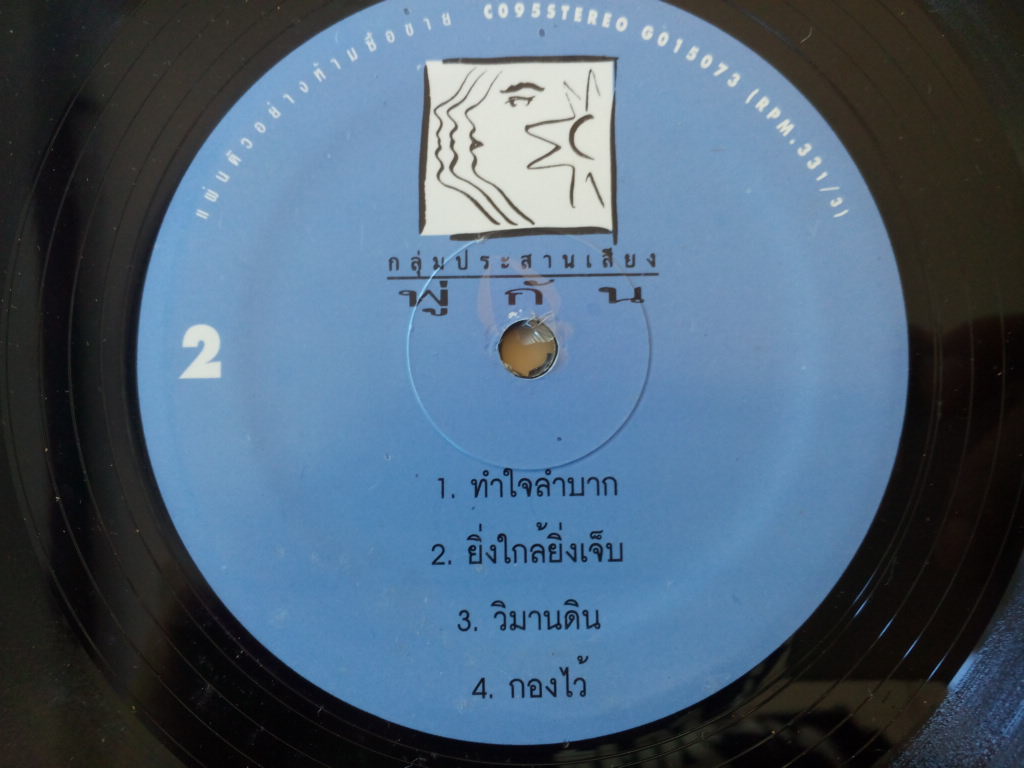 แผ่นตัวอย่างห้ามซื้อขาย C095STEREO G015073 (RPM.331/3)
กลุ่มประสานเสียง
พู่กัน
2
1. ทำใจลำบาก
2. ยิ่งใกล้ยิ่งเจ็บ
3. วิมานดิน
4. กองไว้